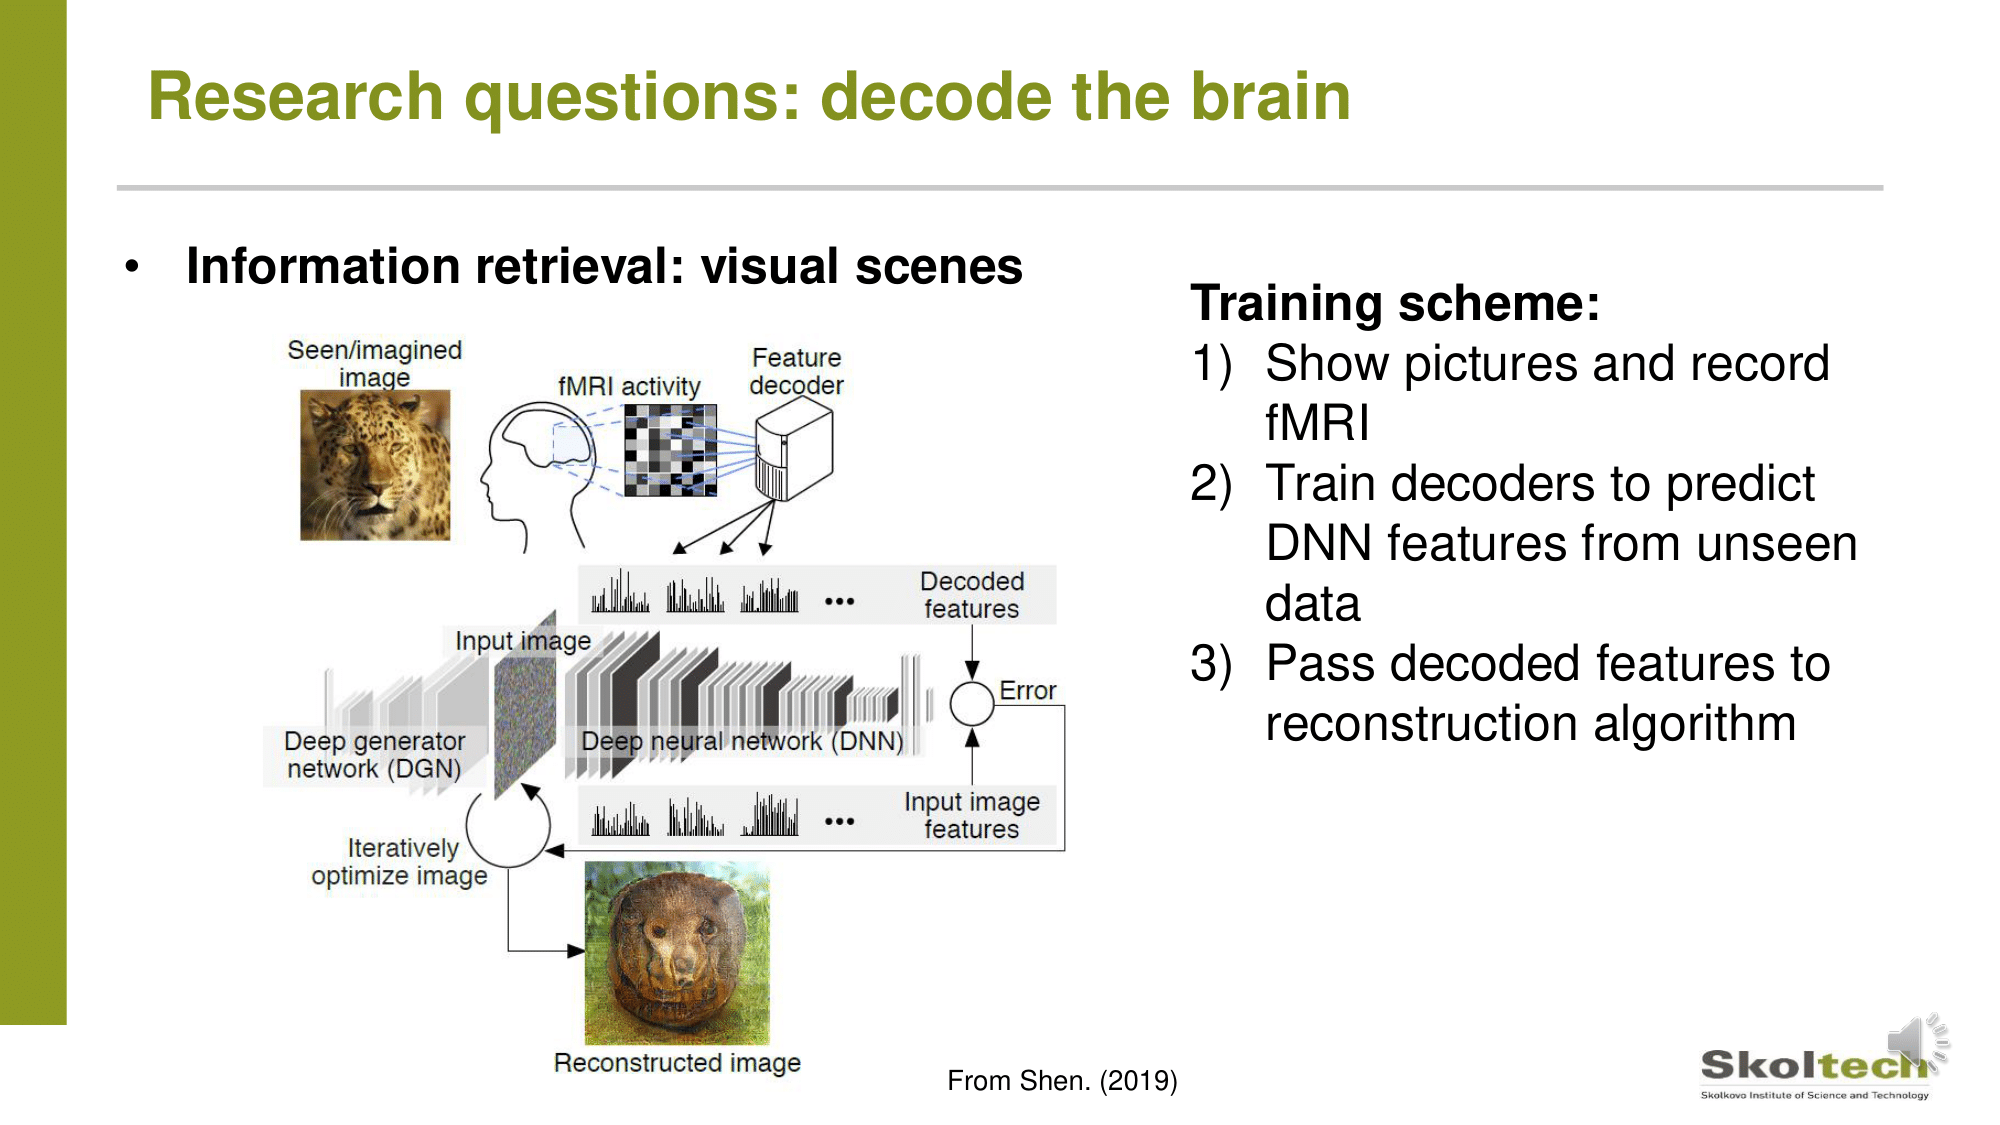 Research questions: decode the brain
• Information retrieval: visual scenes
Seen/imagined
image
fMRI activity
Feature
decoder
Decoded
features
Input image
Error
Deep generator
network (DGN)
Deep neural network (DNN)
Input image
features
Iteratively
optimize image
Reconstructed image
From Shen. (2019)
Training scheme:
1) Show pictures and record
fMRI
2) Train decoders to predict
DNN features from unseen
data
3) Pass decoded features to
reconstruction algorithm
Skoltech
Skolkovo Institute of Science and Technology